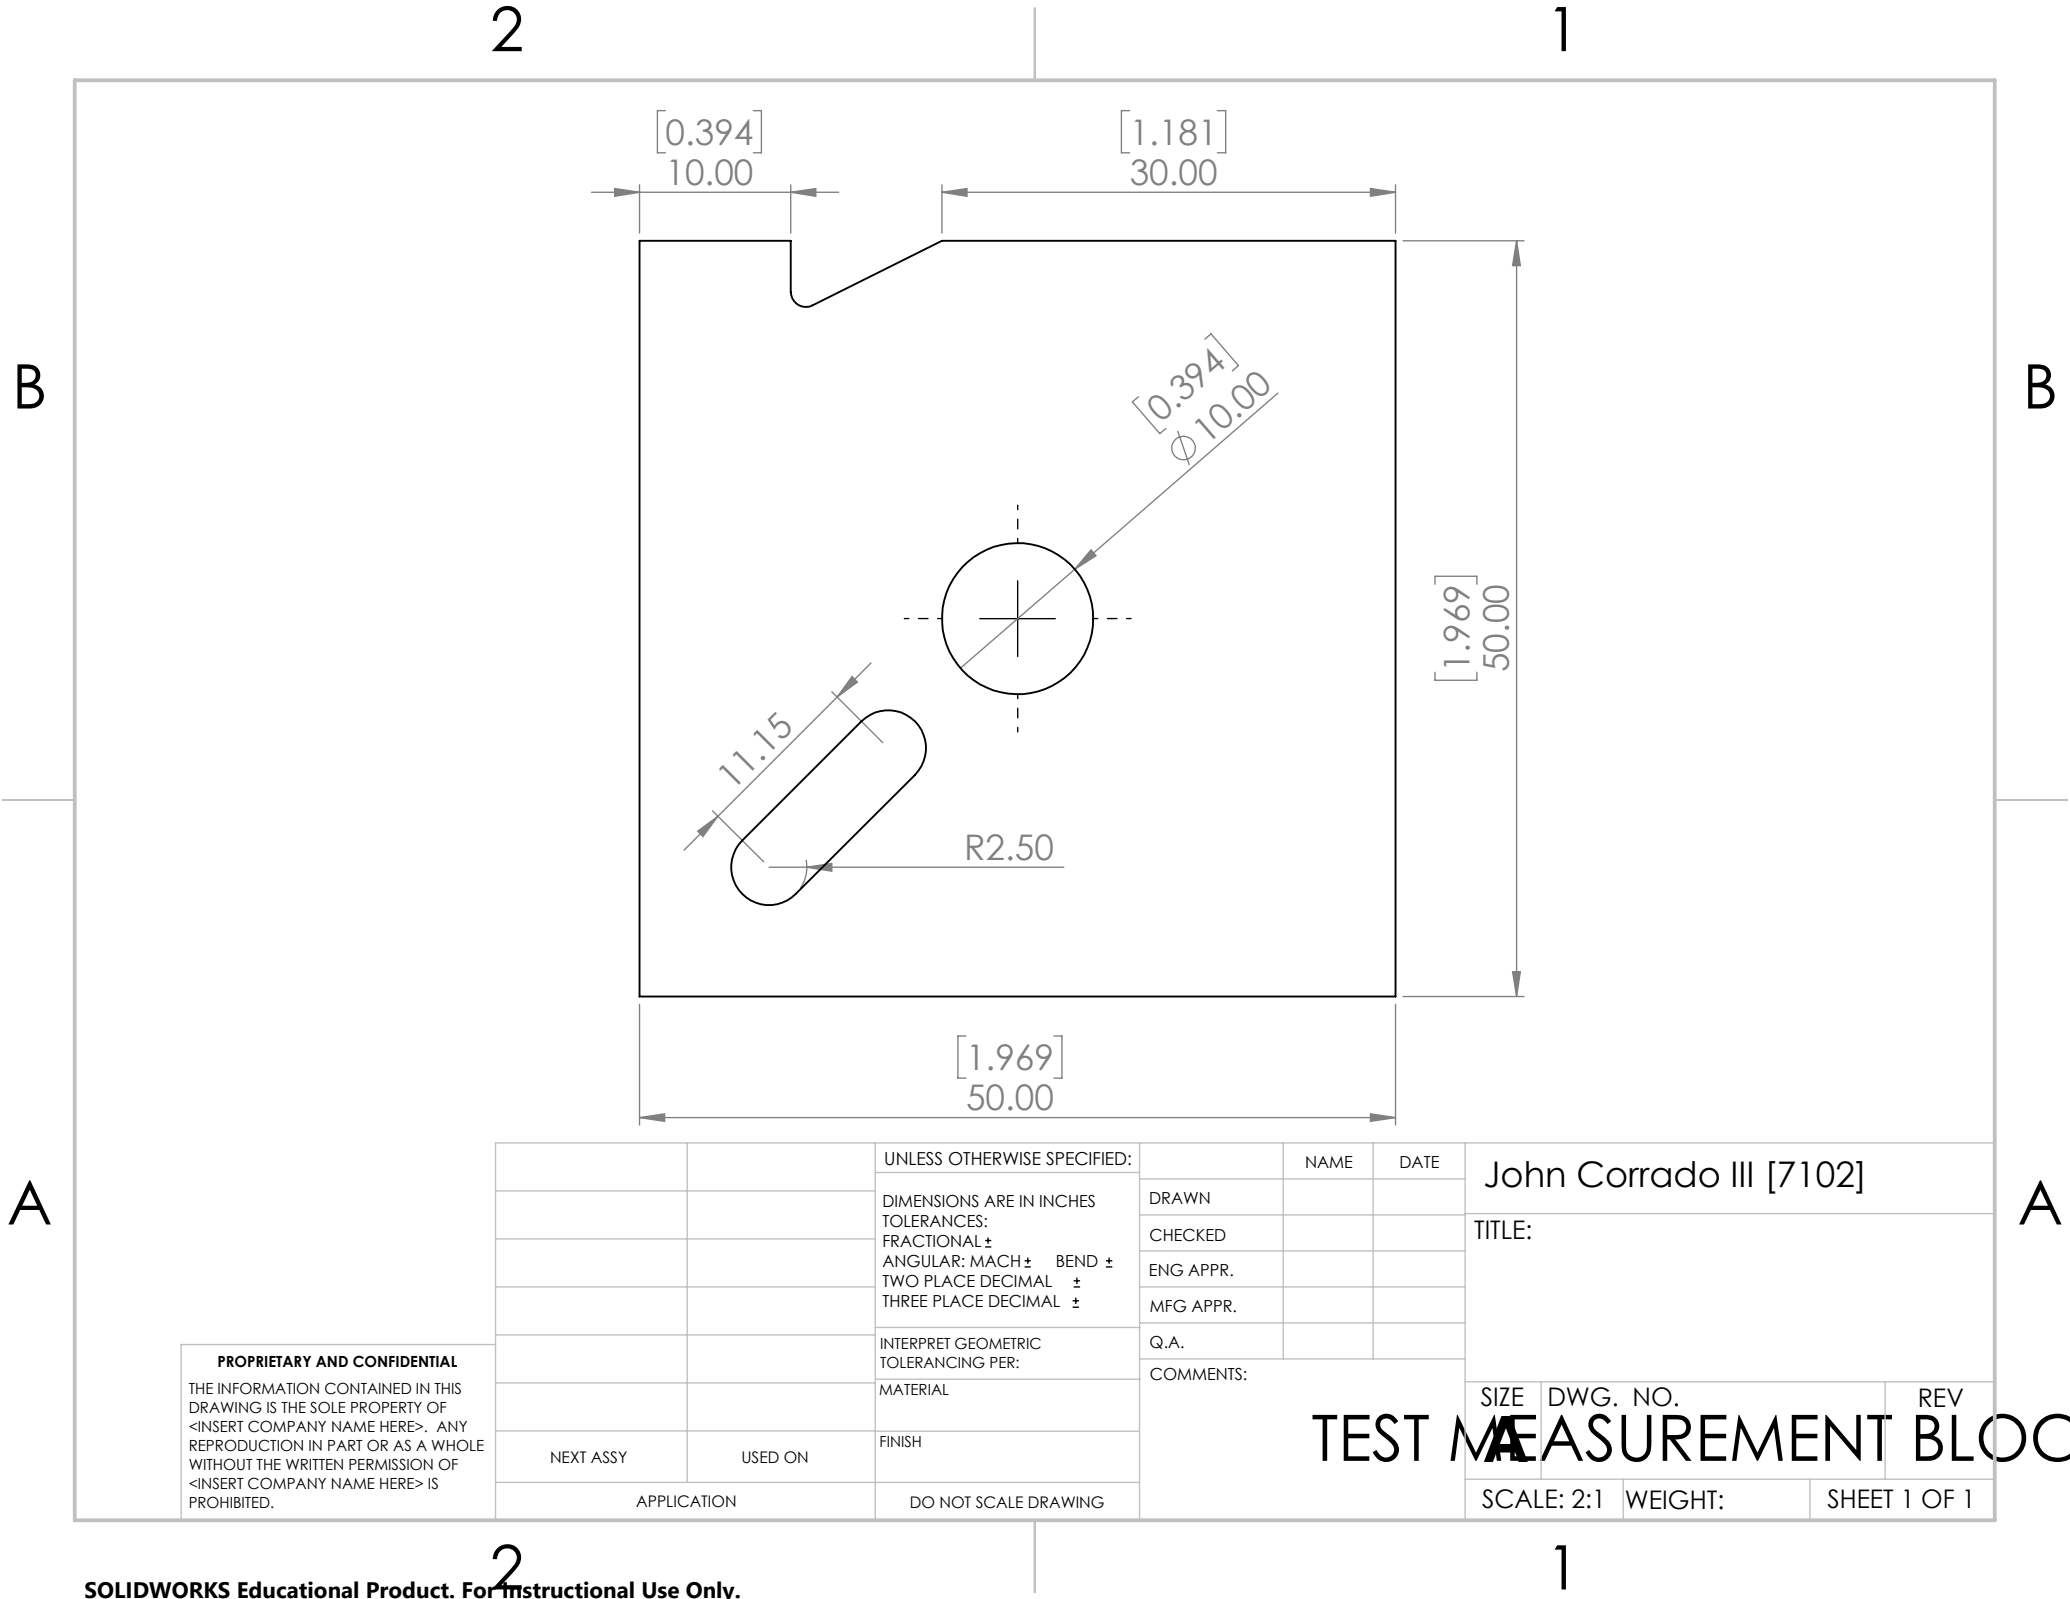 2 1
[0.394]
10.00
[1.181]
30.00
B B
[0.394]
⌀ 10.00
[1.969]
50.00
11.15
R2.50
[1.969]
50.00
A A
UNLESS OTHERWISE SPECIFIED:
DIMENSIONS ARE IN INCHES
TOLERANCES:
FRACTIONAL ±
ANGULAR: MACH ± BEND ±
TWO PLACE DECIMAL ±
THREE PLACE DECIMAL ±
INTERPRET GEOMETRIC
TOLERANCING PER:
MATERIAL
FINISH
DO NOT SCALE DRAWING
NAME DATE
DRAWN
CHECKED
ENG APPR.
MFG APPR.
Q.A.
COMMENTS:
John Corrado III [7102]
TITLE:
SIZE DWG. NO. REV
A
TEST MEASUREMENT BLOC
SCALE: 2:1 WEIGHT: SHEET 1 OF 1
NEXT ASSY USED ON
APPLICATION
PROPRIETARY AND CONFIDENTIAL
THE INFORMATION CONTAINED IN THIS
DRAWING IS THE SOLE PROPERTY OF
<INSERT COMPANY NAME HERE>. ANY
REPRODUCTION IN PART OR AS A WHOLE
WITHOUT THE WRITTEN PERMISSION OF
<INSERT COMPANY NAME HERE> IS
PROHIBITED.
2 1
SOLIDWORKS Educational Product. For Instructional Use Only.